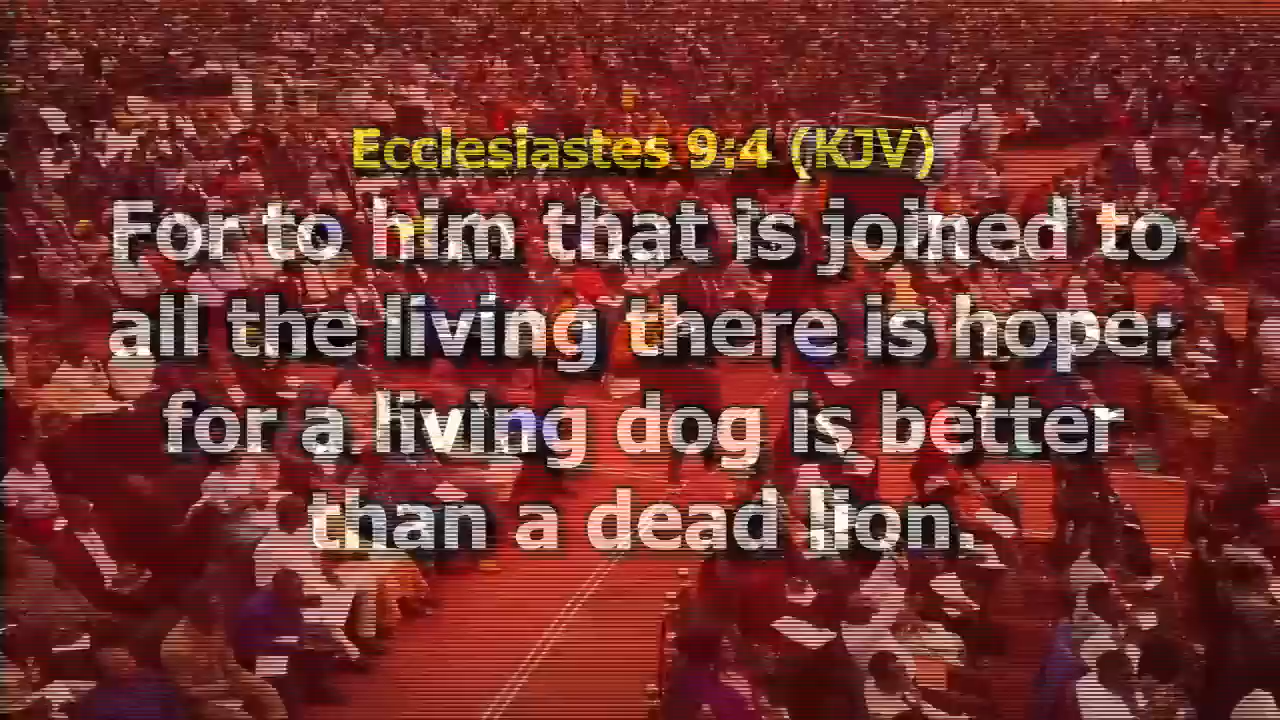 Ecclesiastes 9:4 (KJV)
For to him that is joined to
all the living there is hope:
for a living dog is better
than a dead lion.